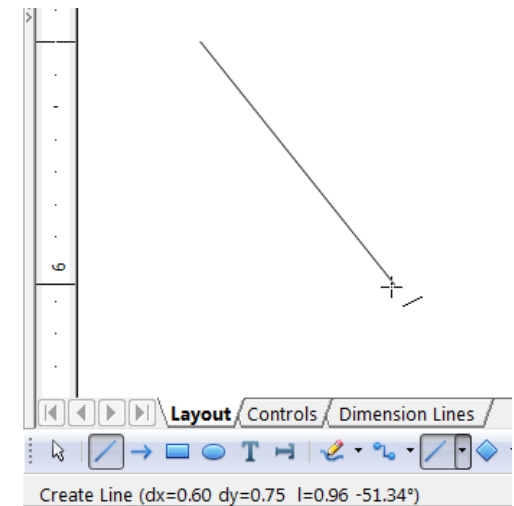 6
Layout Controls Dimension Lines
T
Create Line (dx=0.60 dy=0.75 l=0.96 -51.34°)